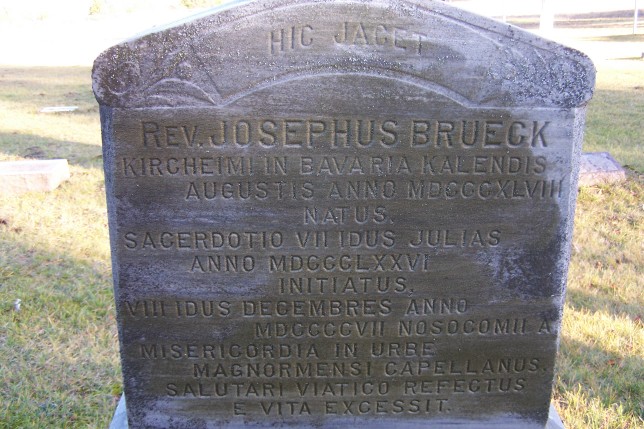 HIC JACET
REV. JOSEPHUS BRUECK
KIRCHEIMI IN BAVARIA KALENDIS
AUGUSTIS ANNO MDCCCXLVIII
NATUS.
SACERDOTIO VII IDUS JULIAS
ANNO MDCCCLXXVI
INITIATUS.
VIII IDUS DECEMBRES ANNO
MDCCCCVII NOSOCOMII A
MISERICORDIA IN URBE
MAGNORMENSI CAPELLANUS.
SALUTARI VIATICO REFECTUS
E VITA EXCESSIT.